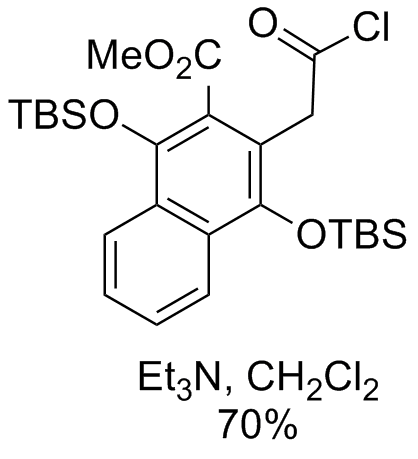 O Cl
MeO₂C
TBSO
OTBS
Et₃N, CH₂Cl₂
70%